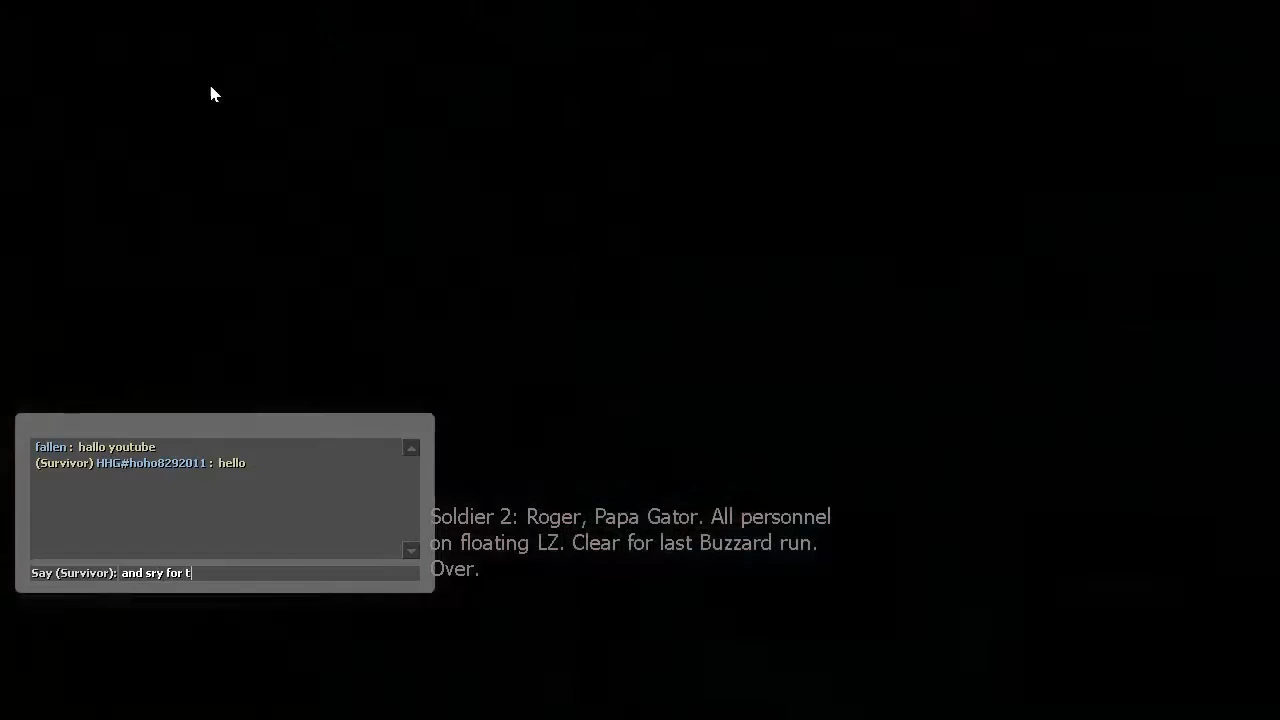 fallen : hallo youtube
(Survivor) HHG#hoho8292011 : hello
Soldier 2: Roger, Papa Gator. All personnel
on floating LZ. Clear for last Buzzard run.
Over.
Say (Survivor): and sry for t